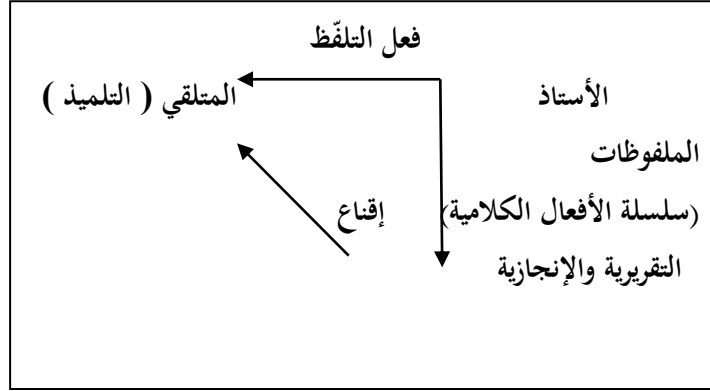 فعل التلفّظ
الأستاذ
المتلقي ( التلميذ )
الملفوظات
(سلسلة الأفعال الكلامية)
إقناع
التقريرية والإنجازية